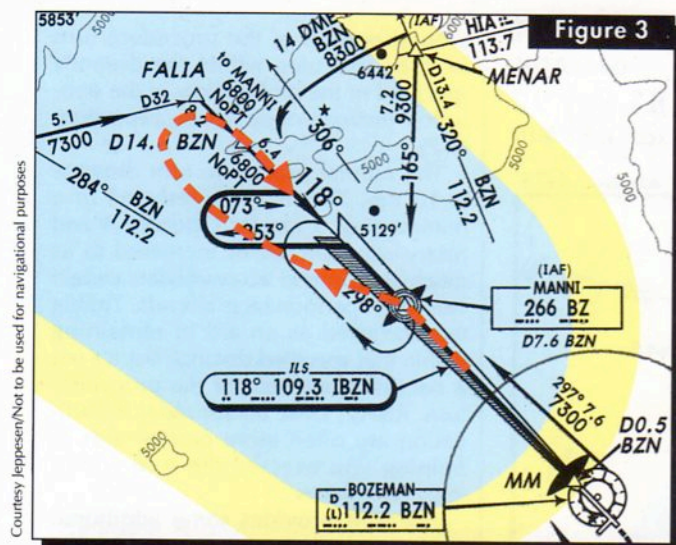 Figure 3
5853'
FALIA
to MANNI
6800
NoPT
14 DME
BZN
8300
(IAF)
6000
HIA
113.7
6442'
MENAR
5.1
7300
D32
8.2
D14.
BZN
6.4
6800
NoPT
306°
118°
7.2
9300
165°
D13.4
320°
BZN
112.2
5000
5000
284°
BZN
112.2
073°
253°
5129'
298°
(IAF)
MANNI
266 BZ
D7.6 BZN
ILS
118° 109.3 IBZN
297° 7.6
7300
D0.5
BZN
MM
BOZEMAN
D
(L) 112.2 BZN
5000
5000
Courtesy Jeppesen/Not to be used for navigational purposes